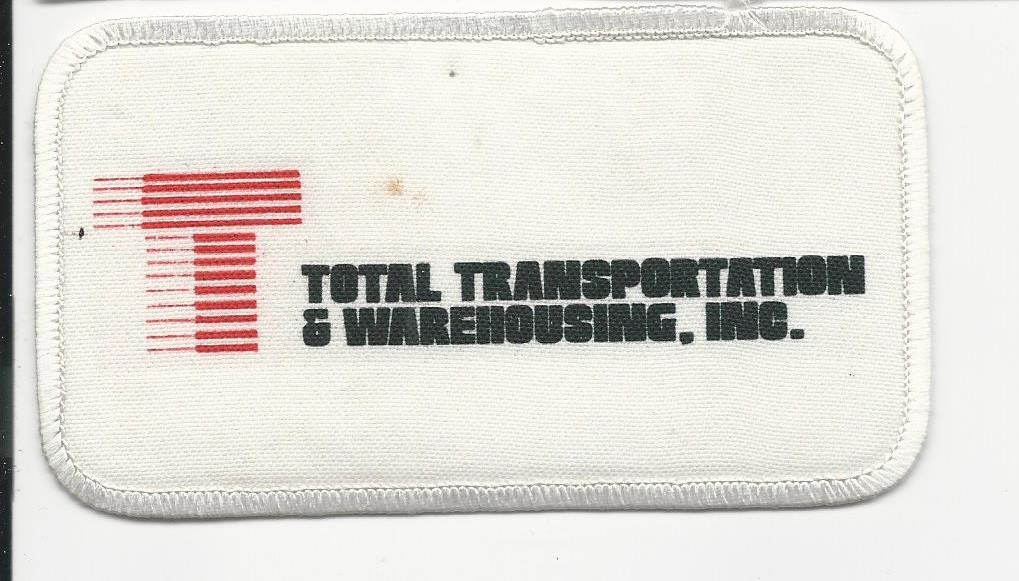 T
TOTAL TRANSPORTATION
& WAREHOUSING, INC.